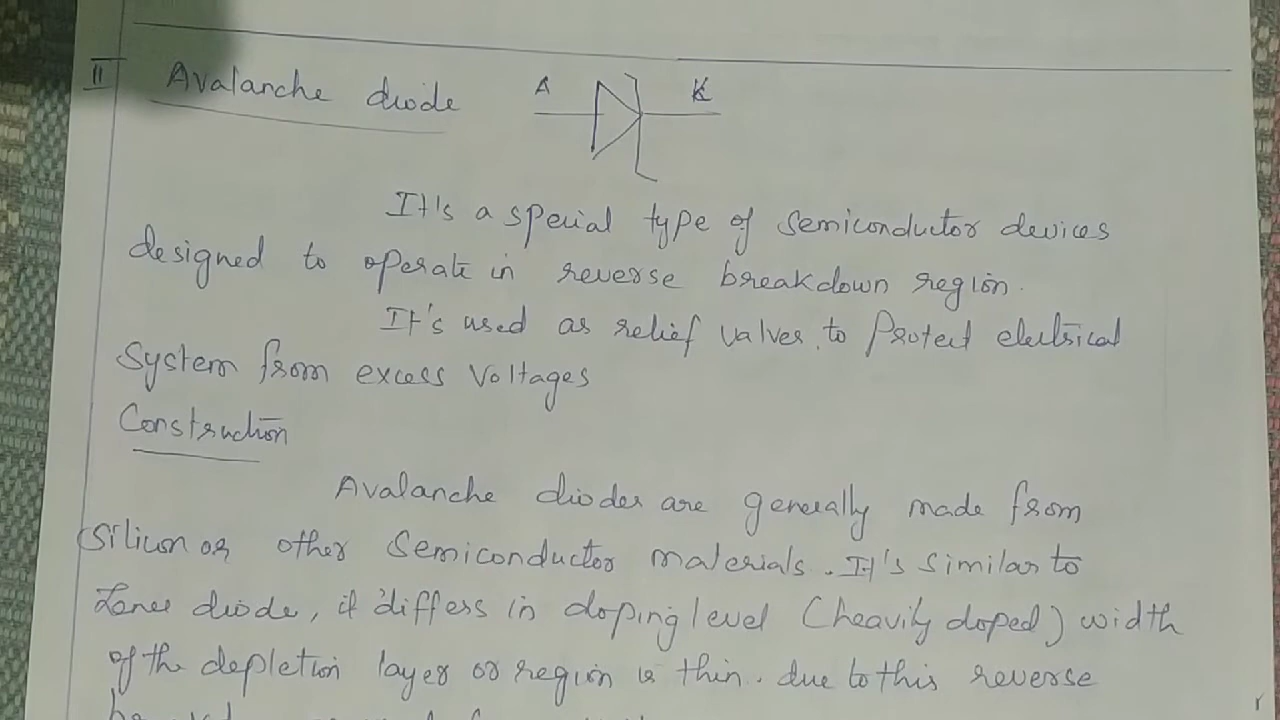 II Avalanche diode A K
It's a special type of semiconductor devices
designed to operate in reverse breakdown region.
It's used as relief valves to Protect electrical
System from excess Voltages
Construction
Avalanche diodes are generally made from
silicon or other Semiconductor materials. It's similar to
Zener diode, it differs in doping level (heavily doped) width
of the depletion layer or region is thin. due to this reverse